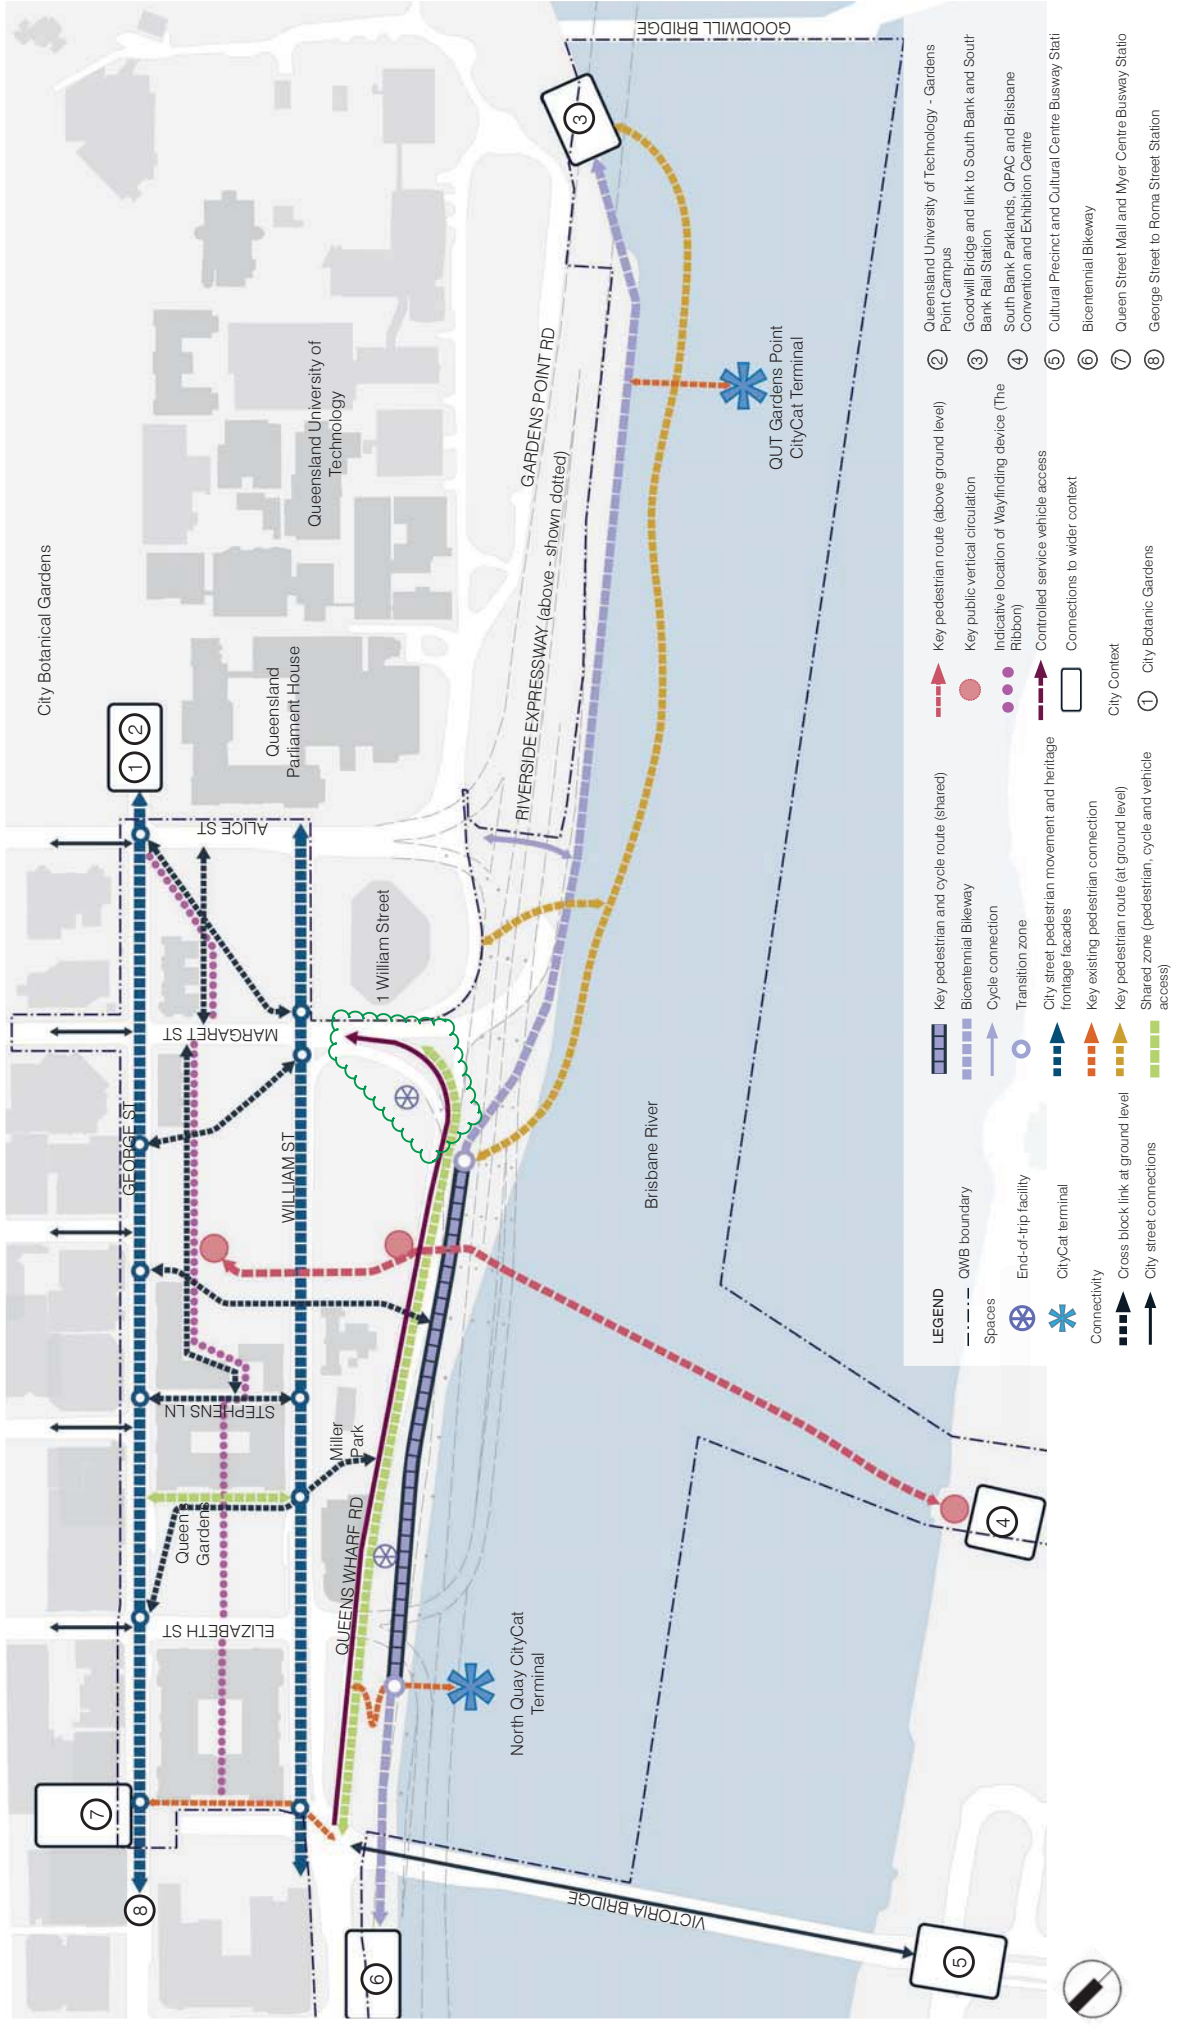 City Botanical Gardens
1
2
ALICE ST
Queensland
Parliament House
Queensland University of
Technology
GOODWILL BRIDGE
3
GARDENS POINT RD
RIVERSIDE EXPRESSWAY (above - shown dotted)
QUT Gardens Point
CityCat Terminal
1 William Street
MARGARET ST
GEORGE ST
WILLIAM ST
STEPHENS LN
Miller
Park
Queen's
Gardens
ELIZABETH ST
QUEENS WHARF RD
North Quay CityCat
Terminal
Brisbane River
VICTORIA BRIDGE
7
8
6
5
4
LEGEND
QWB boundary
Spaces
End-of-trip facility
CityCat terminal
Connectivity
Cross block link at ground level
City street connections
Key pedestrian and cycle route (shared)
Bicentennial Bikeway
Cycle connection
Transition zone
City street pedestrian movement and heritage
frontage facades
Key existing pedestrian connection
Key pedestrian route (at ground level)
Shared zone (pedestrian, cycle and vehicle
access)
Key pedestrian route (above ground level)
Key public vertical circulation
Indicative location of Wayfinding device (The
Ribbon)
Controlled service vehicle access
Connections to wider context
City Context
1 City Botanic Gardens
2 Queensland University of Technology - Gardens
Point Campus
3 Goodwill Bridge and link to South Bank and South
Bank Rail Station
4 South Bank Parklands, QPAC and Brisbane
Convention and Exhibition Centre
5 Cultural Precinct and Cultural Centre Busway Stati
6 Bicentennial Bikeway
7 Queen Street Mall and Myer Centre Busway Statio
8 George Street to Roma Street Station